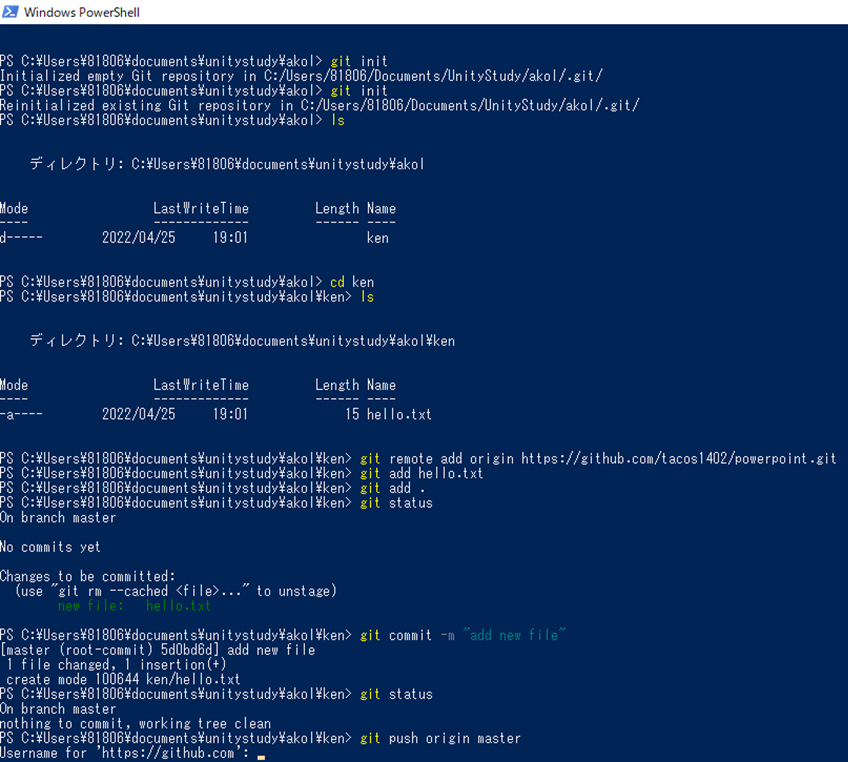 Windows PowerShell
PS C:¥Users¥81806¥documents¥unitystudy¥akol> git init
Initialized empty Git repository in C:/Users/81806/Documents/UnityStudy/akol/.git/
PS C:¥Users¥81806¥documents¥unitystudy¥akol> git init
Reinitialized existing Git repository in C:/Users/81806/Documents/UnityStudy/akol/.git/
PS C:¥Users¥81806¥documents¥unitystudy¥akol> ls
ディレクトリ: C:¥Users¥81806¥documents¥unitystudy¥akol
Mode LastWriteTime Length Name
---- ------------- ------ ----
d----- 2022/04/25 19:01 ken
PS C:¥Users¥81806¥documents¥unitystudy¥akol> cd ken
PS C:¥Users¥81806¥documents¥unitystudy¥akol¥ken> ls
ディレクトリ: C:¥Users¥81806¥documents¥unitystudy¥akol¥ken
Mode LastWriteTime Length Name
---- ------------- ------ ----
-a---- 2022/04/25 19:01 15 hello.txt
PS C:¥Users¥81806¥documents¥unitystudy¥akol¥ken> git remote add origin https://github.com/tacos1402/powerpoint.git
PS C:¥Users¥81806¥documents¥unitystudy¥akol¥ken> git add hello.txt
PS C:¥Users¥81806¥documents¥unitystudy¥akol¥ken> git add .
PS C:¥Users¥81806¥documents¥unitystudy¥akol¥ken> git status
On branch master
No commits yet
Changes to be committed:
(use "git rm --cached <file>..." to unstage)
new file: hello.txt
PS C:¥Users¥81806¥documents¥unitystudy¥akol¥ken> git commit -m "add new file"
[master (root-commit) 5d0bd6d] add new file
1 file changed, 1 insertion(+)
create mode 100644 ken/hello.txt
PS C:¥Users¥81806¥documents¥unitystudy¥akol¥ken> git status
On branch master
nothing to commit, working tree clean
PS C:¥Users¥81806¥documents¥unitystudy¥akol¥ken> git push origin master
Username for 'https://github.com':